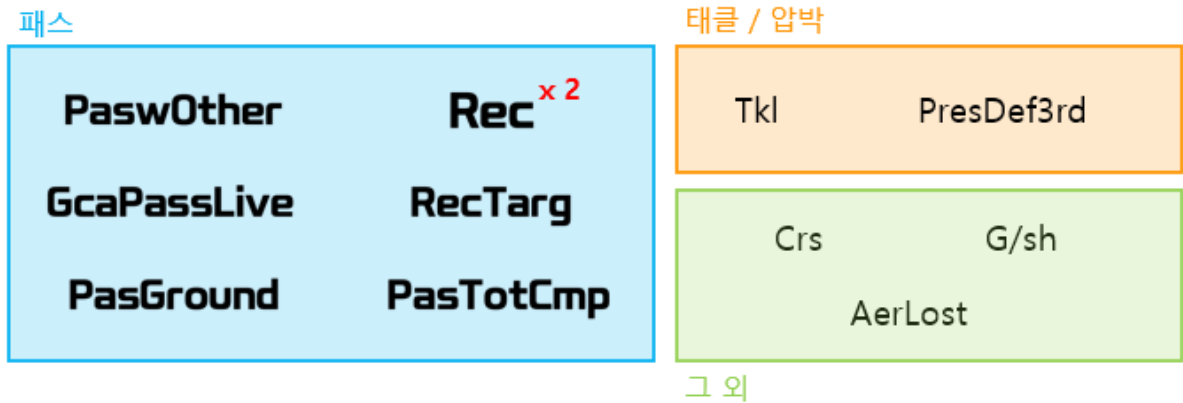 패스
PaswOther
Rec x 2
GcaPassLive
RecTarg
PasGround
PasTotCmp
태클 / 압박
Tkl
PresDef3rd
Crs
G/sh
AerLost
그 외